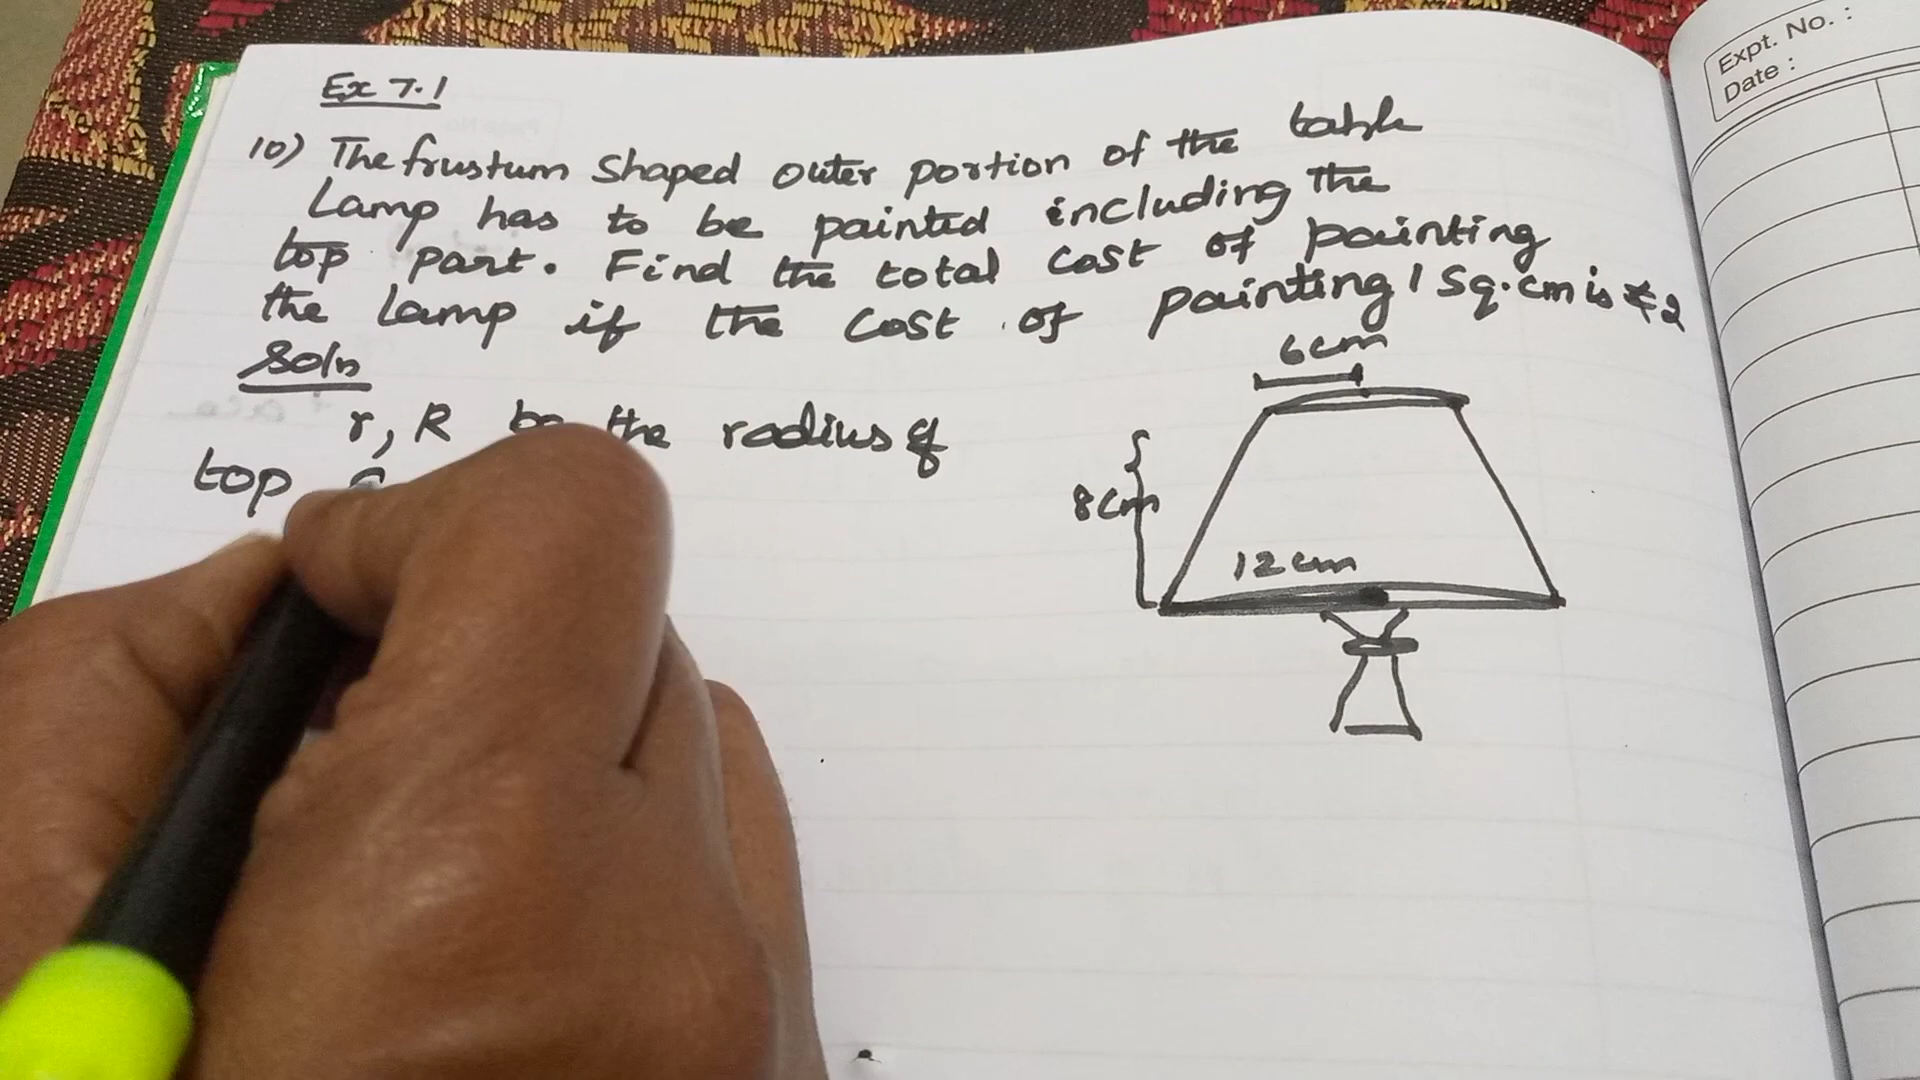 Ex 7.1
10) The frustum shaped outer portion of the table
Lamp has to be painted including the
top part. Find the total cost of painting
the Lamp if the cost of painting 1 Sq.cm is ₹2
Soln
6cm
r, R be the radius of
top
8cm
12cm
Expt. No. :
Date :